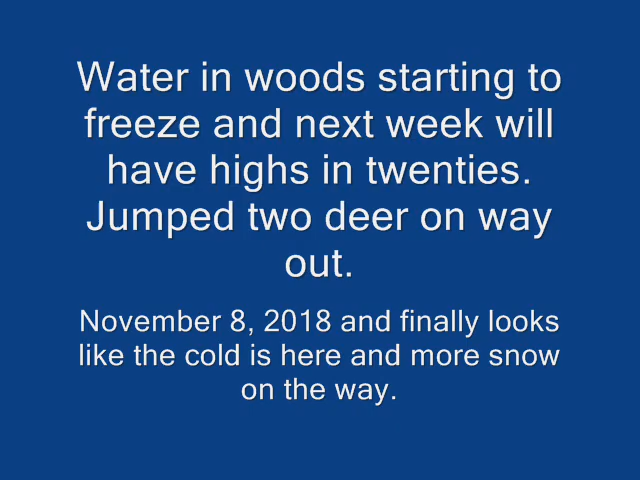 Water in woods starting to
freeze and next week will
have highs in twenties.
Jumped two deer on way
out.
November 8, 2018 and finally looks
like the cold is here and more snow
on the way.